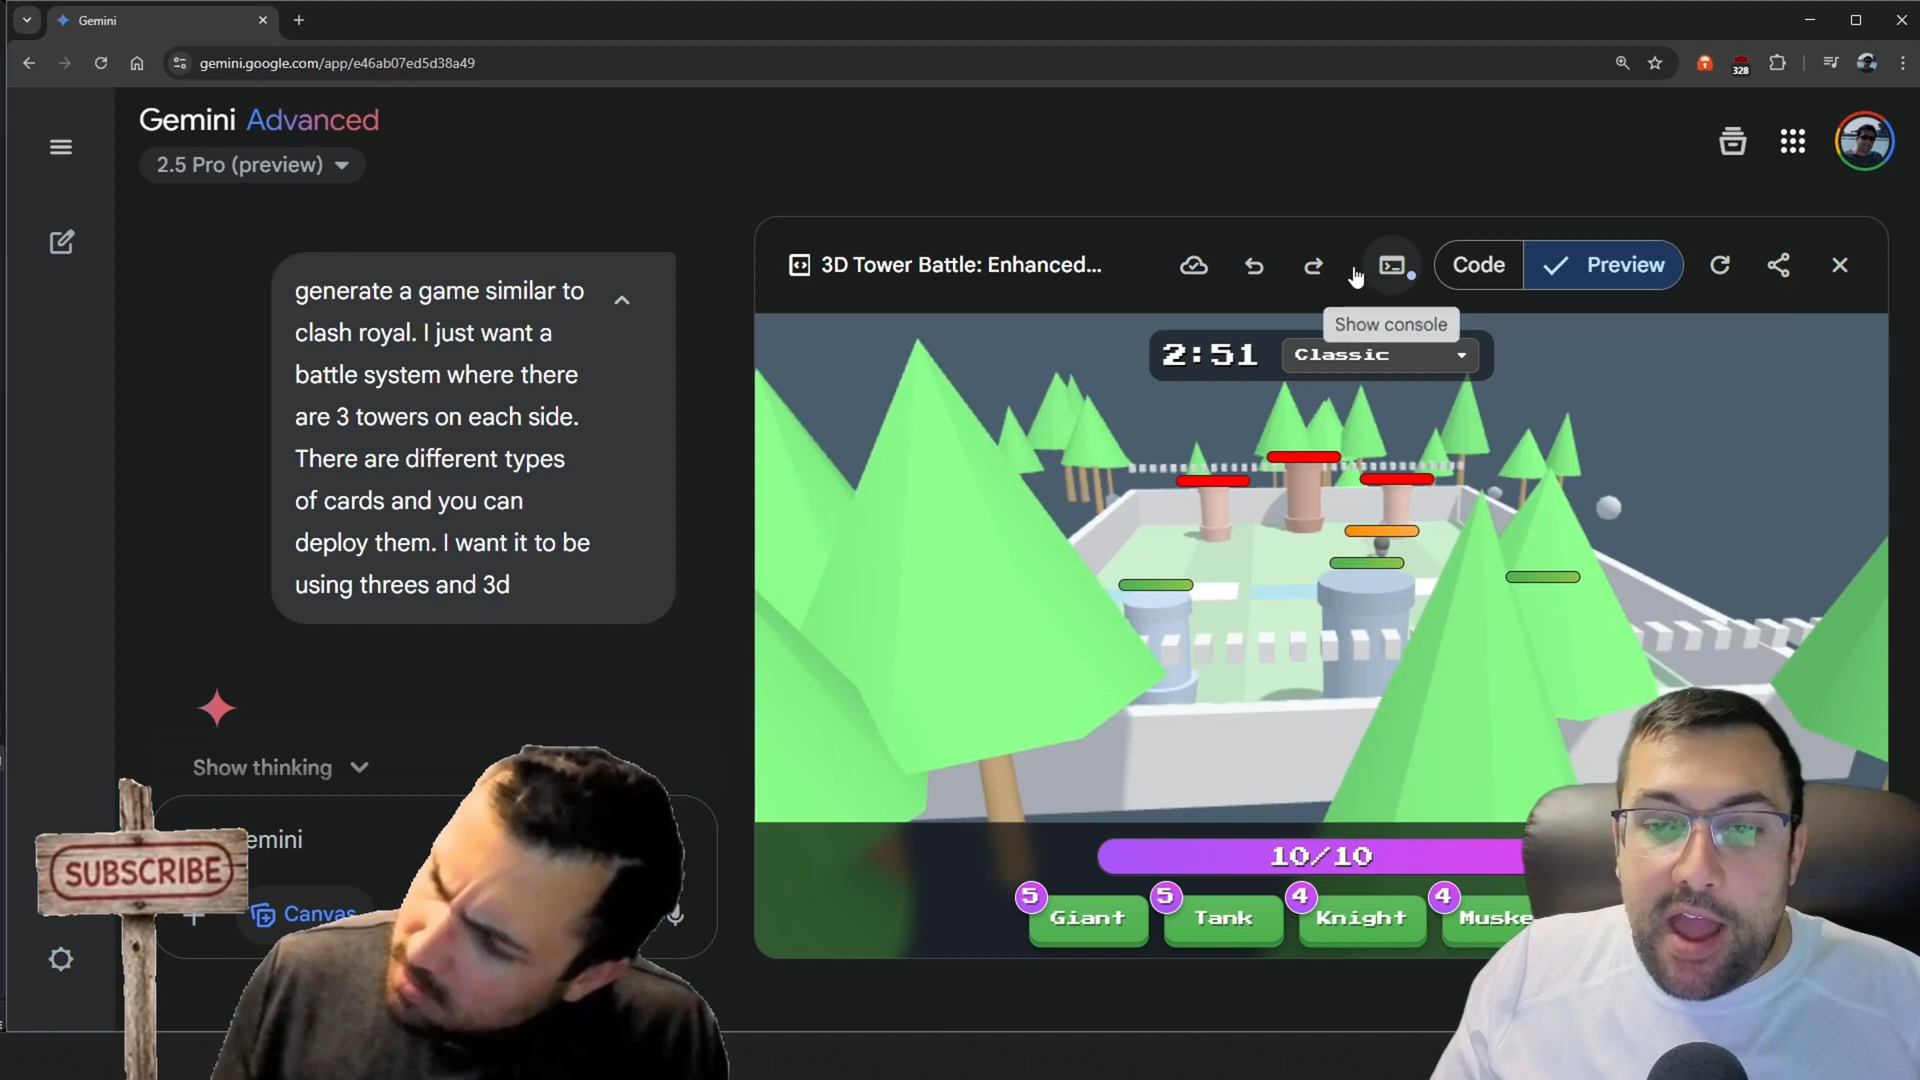 Gemini
gemini.google.com/app/e46ab07ed5d38a49
328
Gemini Advanced
2.5 Pro (preview)
generate a game similar to
clash royal. I just want a
battle system where there
are 3 towers on each side.
There are different types
of cards and you can
deploy them. I want it to be
using threes and 3d
Show thinking
emini
Canvas
SUBSCRIBE
3D Tower Battle: Enhanced...
Code
Preview
Show console
2:51
Classic
10/10
5
Giant
5
Tank
4
Knight
4
Muske